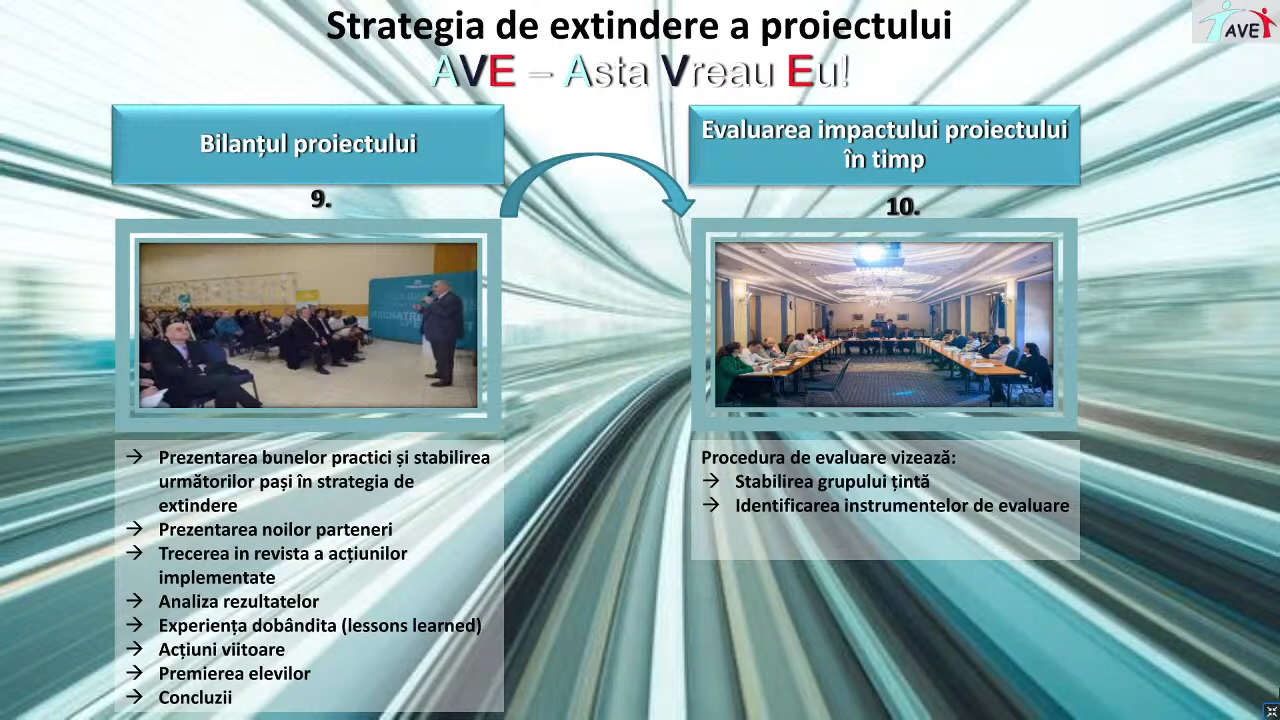 Strategia de extindere a proiectului
AVE – Asta Vreau Eu!
AVE
Bilanțul proiectului
9.
Evaluarea impactului proiectului
în timp
10.
→ Prezentarea bunelor practici și stabilirea
următorilor pași în strategia de
extindere
→ Prezentarea noilor parteneri
→ Trecerea in revista a acțiunilor
implementate
→ Analiza rezultatelor
→ Experiența dobândita (lessons learned)
→ Acțiuni viitoare
→ Premierea elevilor
→ Concluzii
Procedura de evaluare vizează:
→ Stabilirea grupului țintă
→ Identificarea instrumentelor de evaluare